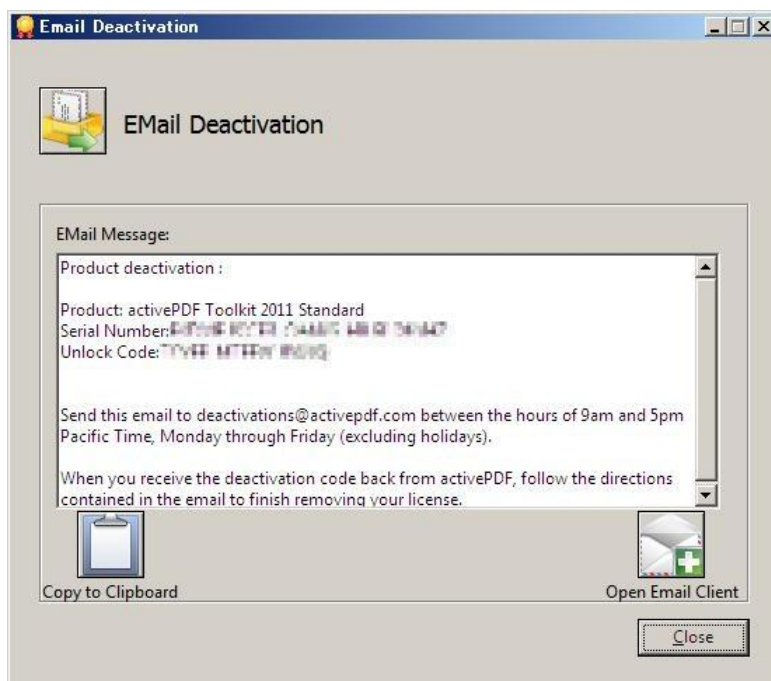 Email Deactivation
EMail Deactivation
EMail Message:
Product deactivation :
Product: activePDF Toolkit 2011 Standard
Serial Number:
Unlock Code:
Send this email to deactivations@activepdf.com between the hours of 9am and 5pm
Pacific Time, Monday through Friday (excluding holidays).
When you receive the deactivation code back from activePDF, follow the directions
contained in the email to finish removing your license.
Copy to Clipboard
Open Email Client
Close